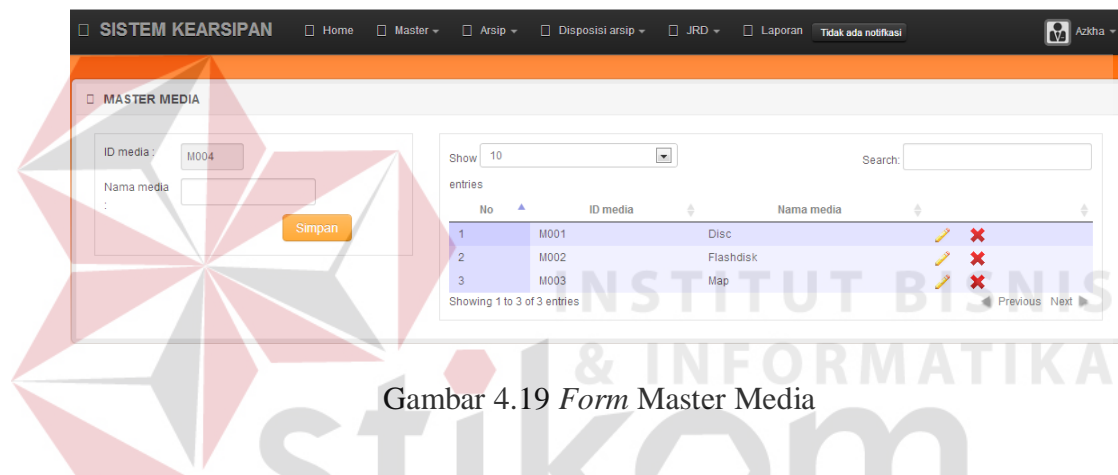 SISTEM KEARSIPAN Home Master Arsip Disposisi arsip JRD Laporan Tidak ada notifikasi Azkha
MASTER MEDIA
ID media : M004
Nama media
:
Simpan
Show 10
entries
Search:
No ID media Nama media
1 M001 Disc
2 M002 Flashdisk
3 M003 Map
Showing 1 to 3 of 3 entries
Previous Next
INSTITUT BISNIS
& INFORMATIKA
Gambar 4.19 Form Master Media
stikom